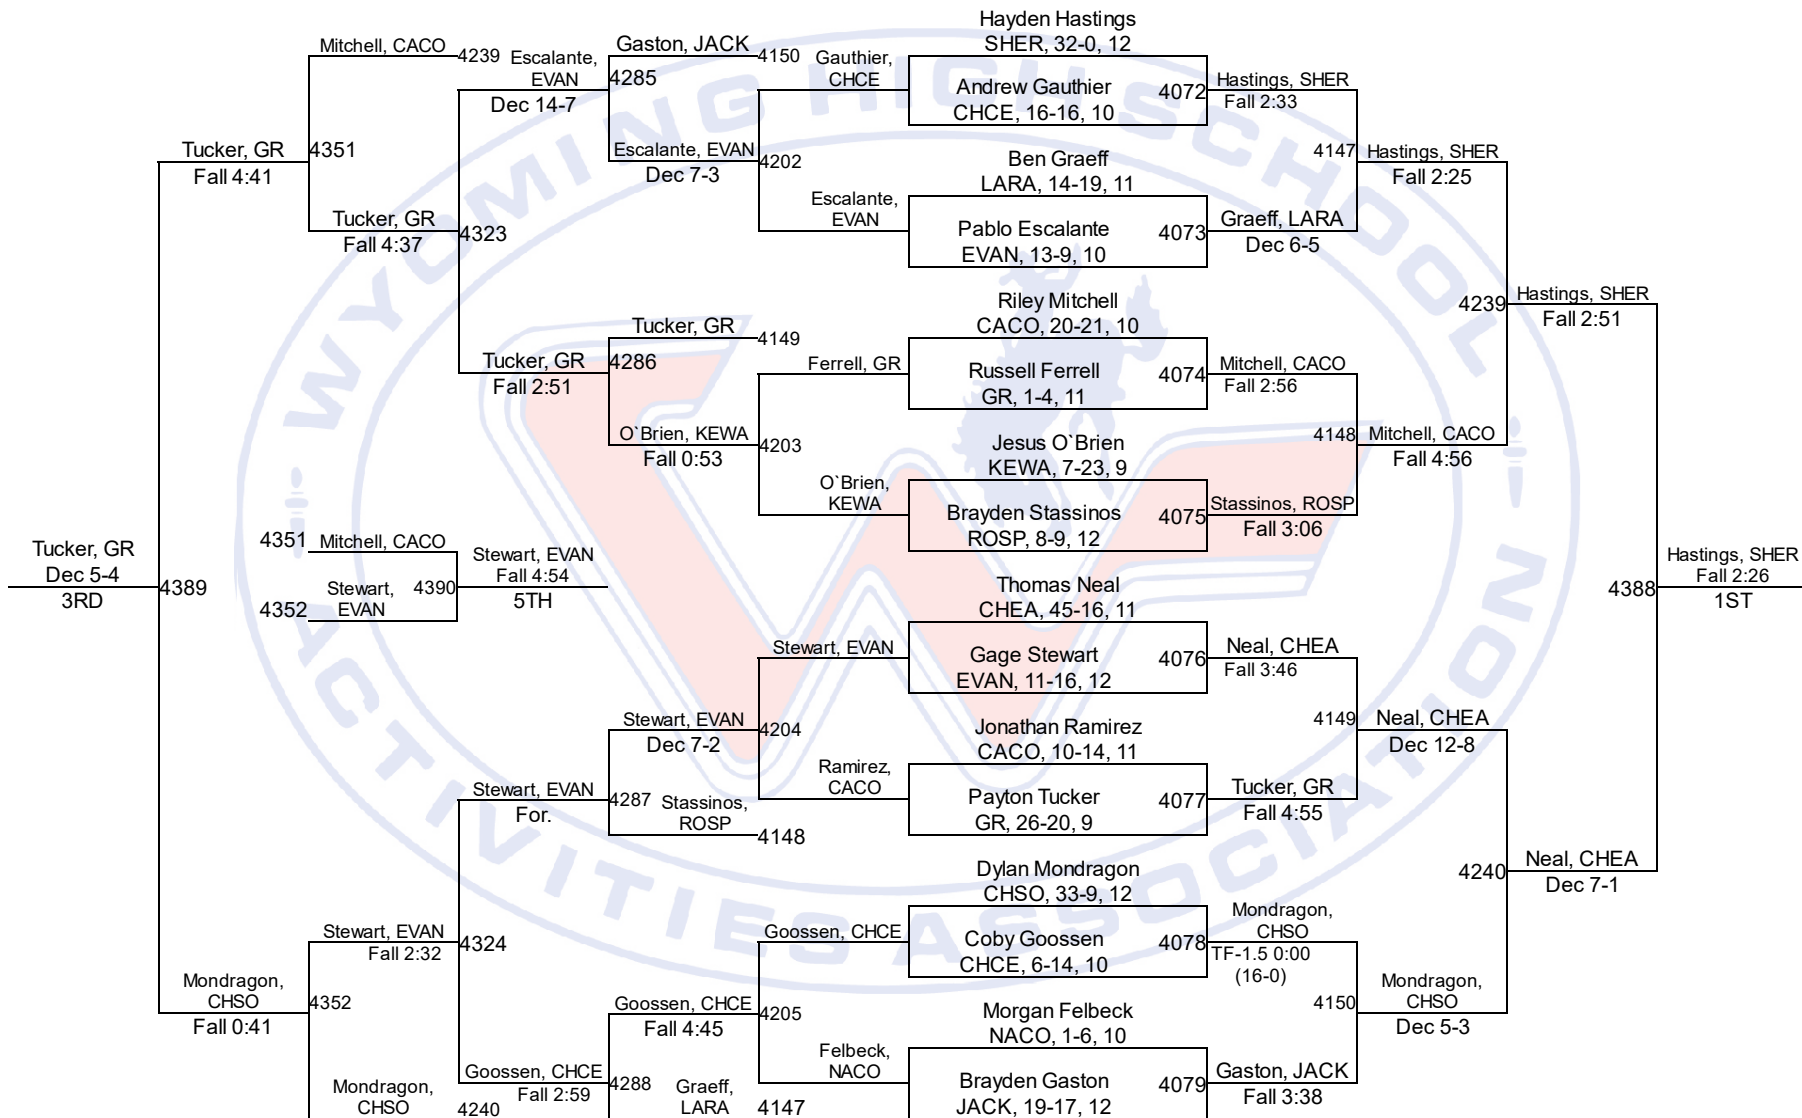 Hayden Hastings
SHER, 32-0, 12
Mitchell, CACO
4239
Escalante,
EVAN
Dec 14-7
Gaston, JACK
4150
4285
Gauthier,
CHCE
Andrew Gauthier
CHCE, 16-16, 10
4072
Hastings, SHER
Fall 2:33
Tucker, GR
Fall 4:41
4351
Escalante, EVAN
Dec 7-3
4202
Ben Graeff
LARA, 14-19, 11
4147
Hastings, SHER
Fall 2:25
Tucker, GR
Fall 4:37
4323
Escalante,
EVAN
Pablo Escalante
EVAN, 13-9, 10
4073
Graeff, LARA
Dec 6-5
Riley Mitchell
CACO, 20-21, 10
4239
Hastings, SHER
Fall 2:51
Tucker, GR
4149
Tucker, GR
Fall 2:51
4286
Ferrell, GR
Russell Ferrell
GR, 1-4, 11
4074
Mitchell, CACO
Fall 2:56
O`Brien, KEWA
Fall 0:53
4203
Jesus O`Brien
KEWA, 7-23, 9
4148
Mitchell, CACO
Fall 4:56
O`Brien,
KEWA
Brayden Stassinos
ROSP, 8-9, 12
4075
Stassinos, ROSP
Fall 3:06
Tucker, GR
Dec 5-4
3RD
4389
4351
Mitchell, CACO
4352
Stewart,
EVAN
4390
Stewart, EVAN
Fall 4:54
5TH
Thomas Neal
CHEA, 45-16, 11
4388
Hastings, SHER
Fall 2:26
1ST
Stewart, EVAN
Gage Stewart
EVAN, 11-16, 12
4076
Neal, CHEA
Fall 3:46
Stewart, EVAN
Dec 7-2
4204
Jonathan Ramirez
CACO, 10-14, 11
4149
Neal, CHEA
Dec 12-8
Stewart, EVAN
For.
4287
Stassinos,
ROSP
4148
Ramirez,
CACO
Payton Tucker
GR, 26-20, 9
4077
Tucker, GR
Fall 4:55
Dylan Mondragon
CHSO, 33-9, 12
4240
Neal, CHEA
Dec 7-1
Stewart, EVAN
Fall 2:32
4324
Goossen, CHCE
Coby Goossen
CHCE, 6-14, 10
4078
Mondragon,
CHSO
TF-1.5 0:00
(16-0)
Mondragon,
CHSO
Fall 0:41
4352
Goossen, CHCE
Fall 4:45
4205
Morgan Felbeck
NACO, 1-6, 10
4150
Mondragon,
CHSO
Dec 5-3
Mondragon,
CHSO
4240
Goossen, CHCE
Fall 2:59
4288
Graeff,
LARA
4147
Felbeck,
NACO
Brayden Gaston
JACK, 19-17, 12
4079
Gaston, JACK
Fall 3:38
WYOMING HIGH SCHOOL
ACTIVITIES ASSOCIATION